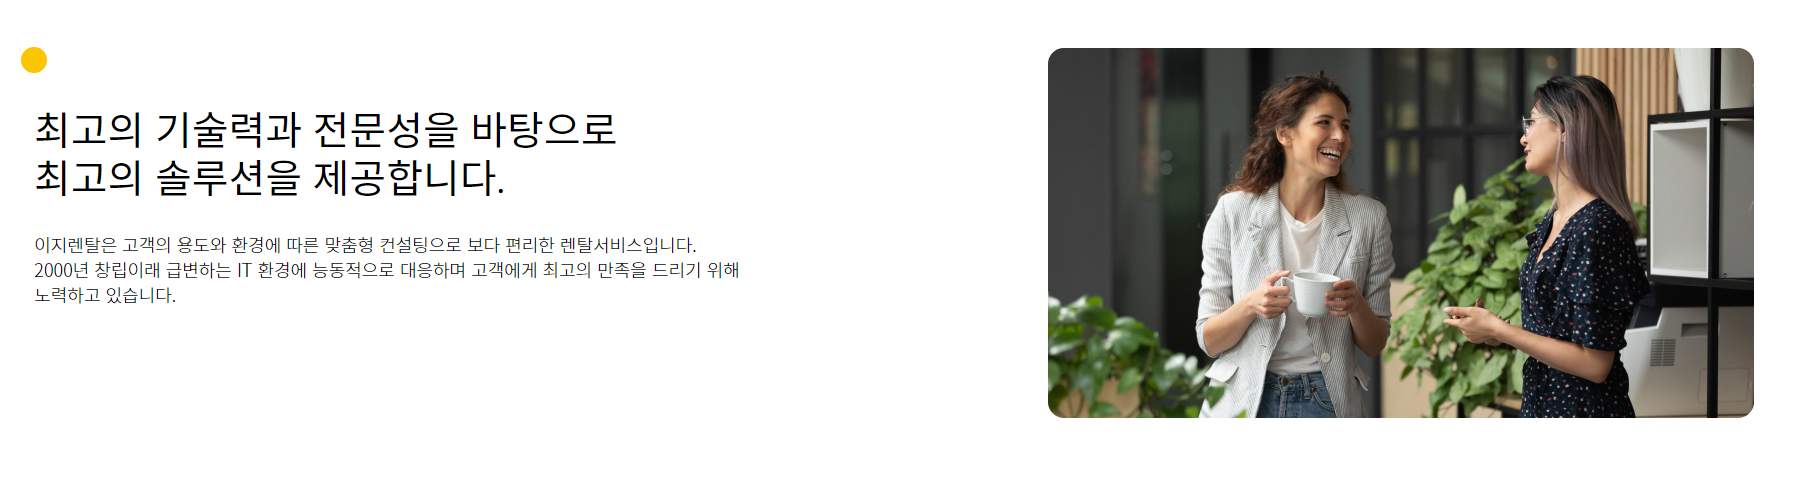 최고의 기술력과 전문성을 바탕으로
최고의 솔루션을 제공합니다.
이지렌탈은 고객의 용도와 환경에 따른 맞춤형 컨설팅으로 보다 편리한 렌탈서비스입니다.
2000년 창립이래 급변하는 IT 환경에 능동적으로 대응하며 고객에게 최고의 만족을 드리기 위해
노력하고 있습니다.